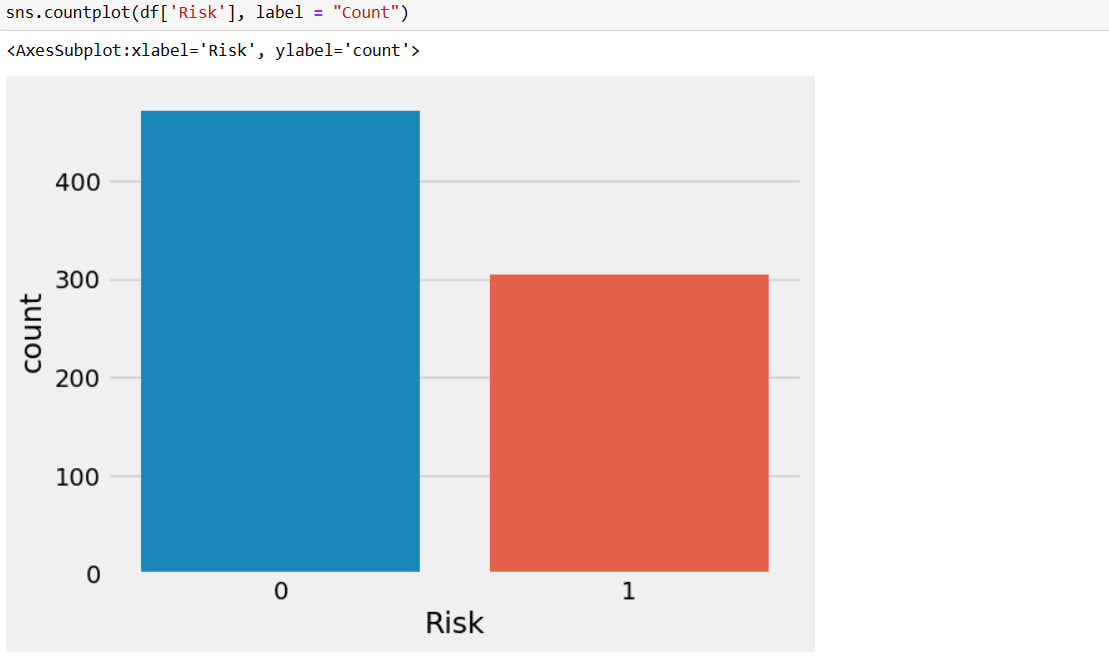 sns.countplot(df['Risk'], label = "Count")
<AxesSubplot:xlabel='Risk', ylabel='count'>
400
300
200
100
0
count
0 1
Risk